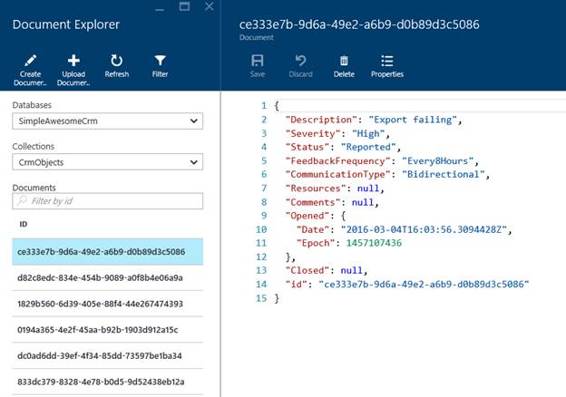 Document Explorer
Create Documen..
Upload Documen..
Refresh
Filter
Databases
SimpleAwesomeCrm
Collections
CrmObjects
Documents
Filter by id
ID
ce333e7b-9d6a-49e2-a6b9-d0b89d3c5086
d82c8edc-834e-454b-9089-a0f8b4e06a9a
1829b560-6d39-405e-88f4-44e267474393
0194a365-4e2f-45aa-b92b-1903d912a15c
dc0ad6dd-39ef-4f34-85dd-73597be1ba34
833dc379-8328-4e78-b0d5-9d52438eb12a
ce333e7b-9d6a-49e2-a6b9-d0b89d3c5086
Document
Save
Discard
Delete
Properties
1 {
2 "Description": "Export failing",
3 "Severity": "High",
4 "Status": "Reported",
5 "FeedbackFrequency": "Every8Hours",
6 "CommunicationType": "Bidirectional",
7 "Resources": null,
8 "Comments": null,
9 "Opened": {
10 "Date": "2016-03-04T16:03:56.3094428Z",
11 "Epoch": 1457107436
12 },
13 "Closed": null,
14 "id": "ce333e7b-9d6a-49e2-a6b9-d0b89d3c5086"
15 }